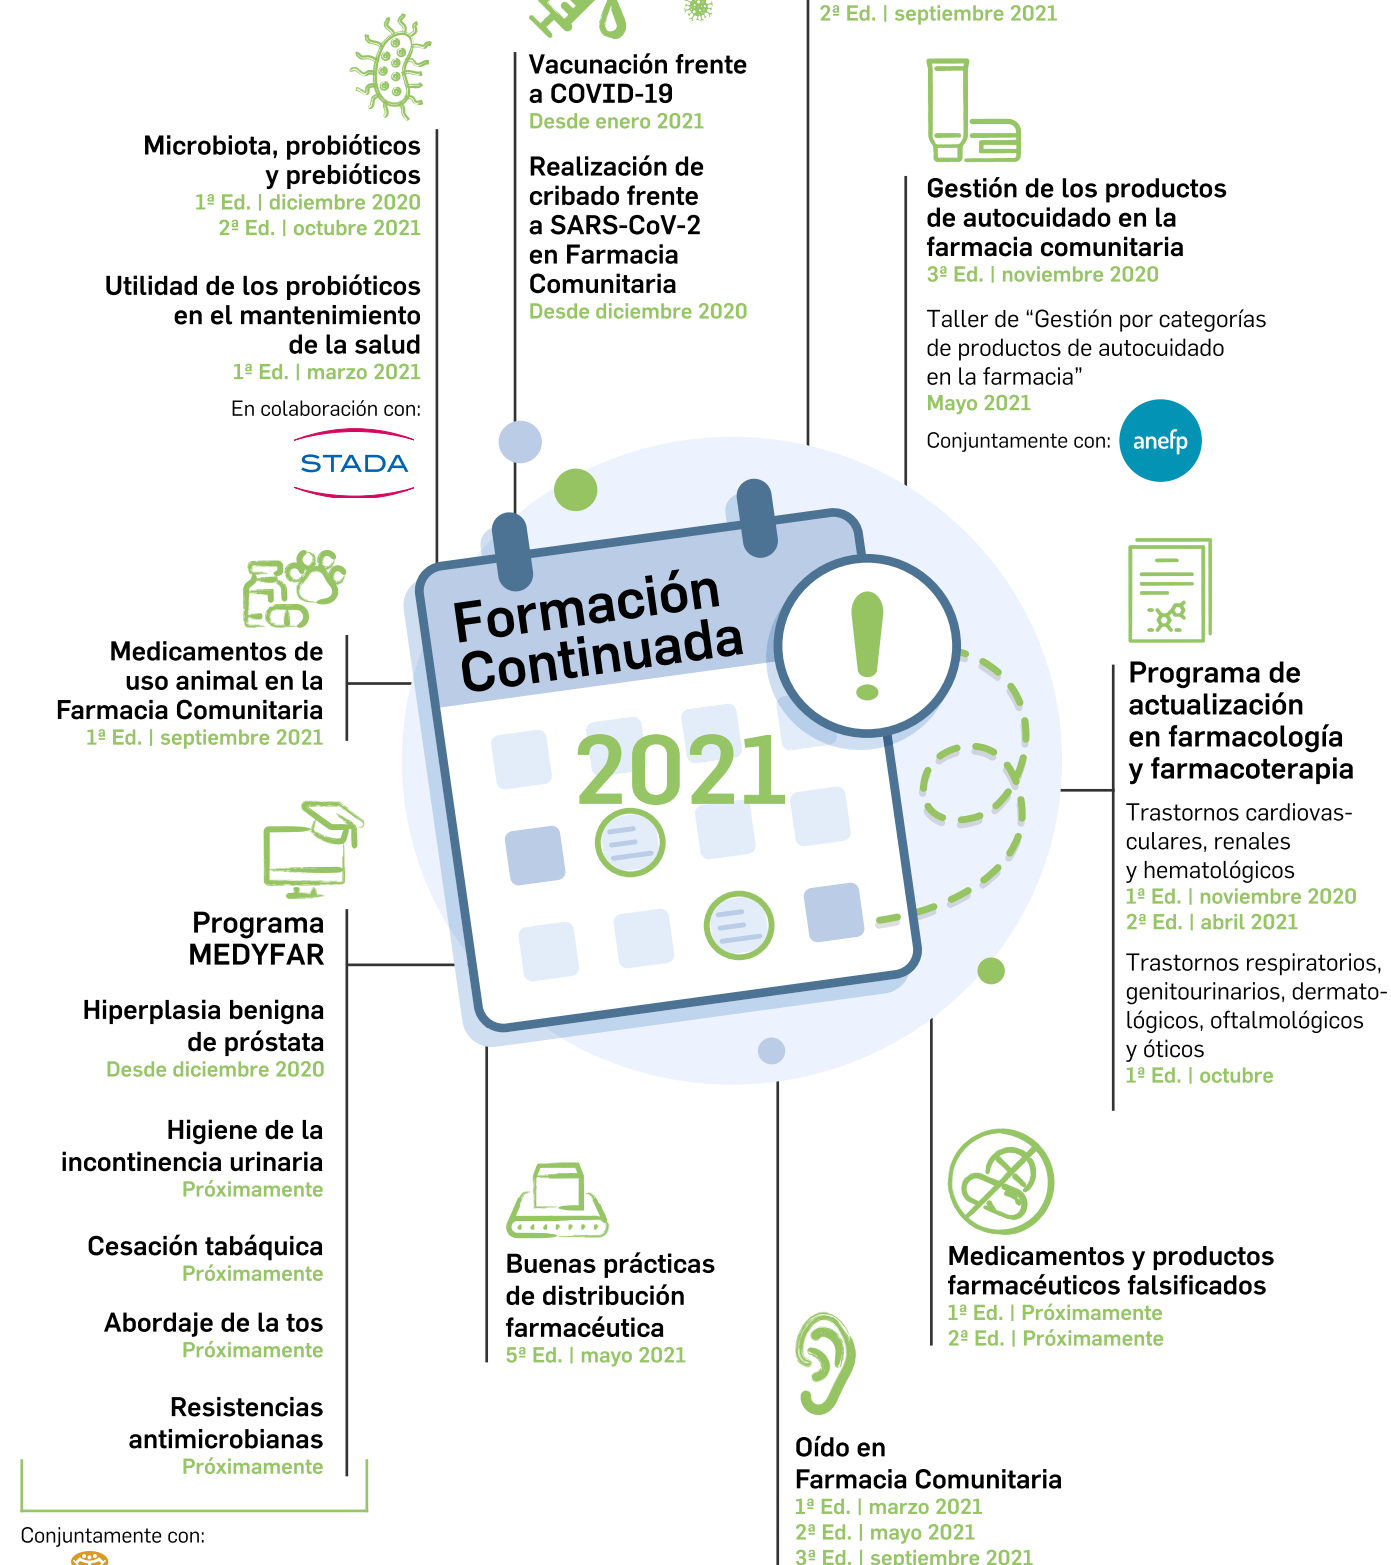 2ª Ed. | septiembre 2021
Microbiota, probióticos
y prebióticos
1ª Ed. | diciembre 2020
2ª Ed. | octubre 2021
Utilidad de los probióticos
en el mantenimiento
de la salud
1ª Ed. | marzo 2021
En colaboración con:
STADA
Vacunación frente
a COVID-19
Desde enero 2021
Realización de
cribado frente
a SARS-CoV-2
en Farmacia
Comunitaria
Desde diciembre 2020
Gestión de los productos
de autocuidado en la
farmacia comunitaria
3ª Ed. | noviembre 2020
Taller de “Gestión por categorías
de productos de autocuidado
en la farmacia”
Mayo 2021
Conjuntamente con:
anefp
Formación
Continuada
2021
Medicamentos de
uso animal en la
Farmacia Comunitaria
1ª Ed. | septiembre 2021
Programa de
actualización
en farmacología
y farmacoterapia
Trastornos cardiovas-
culares, renales
y hematológicos
1ª Ed. | noviembre 2020
2ª Ed. | abril 2021
Trastornos respiratorios,
genitourinarios, dermato-
lógicos, oftalmológicos
y óticos
1ª Ed. | octubre
Programa
MEDYFAR
Hiperplasia benigna
de próstata
Desde diciembre 2020
Higiene de la
incontinencia urinaria
Próximamente
Cesación tabáquica
Próximamente
Abordaje de la tos
Próximamente
Resistencias
antimicrobianas
Próximamente
Conjuntamente con:
Buenas prácticas
de distribución
farmacéutica
5ª Ed. | mayo 2021
Medicamentos y productos
farmacéuticos falsificados
1ª Ed. | Próximamente
2ª Ed. | Próximamente
Oído en
Farmacia Comunitaria
1ª Ed. | marzo 2021
2ª Ed. | mayo 2021
3ª Ed. | septiembre 2021